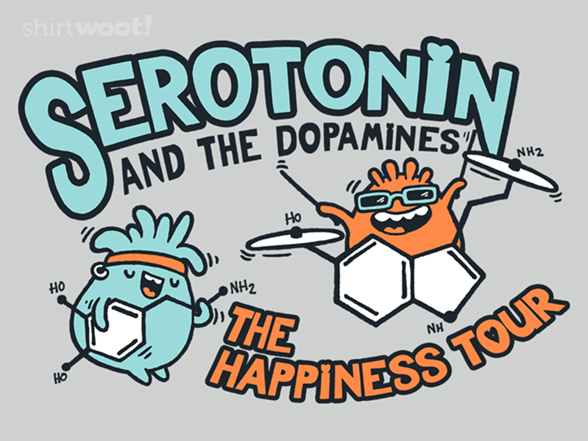 shirtwoot!
SEROTONIN
AND THE DOPAMINES
NH2
HO
HO
NH2
HO
NH
THE
HAPPINESS TOUR